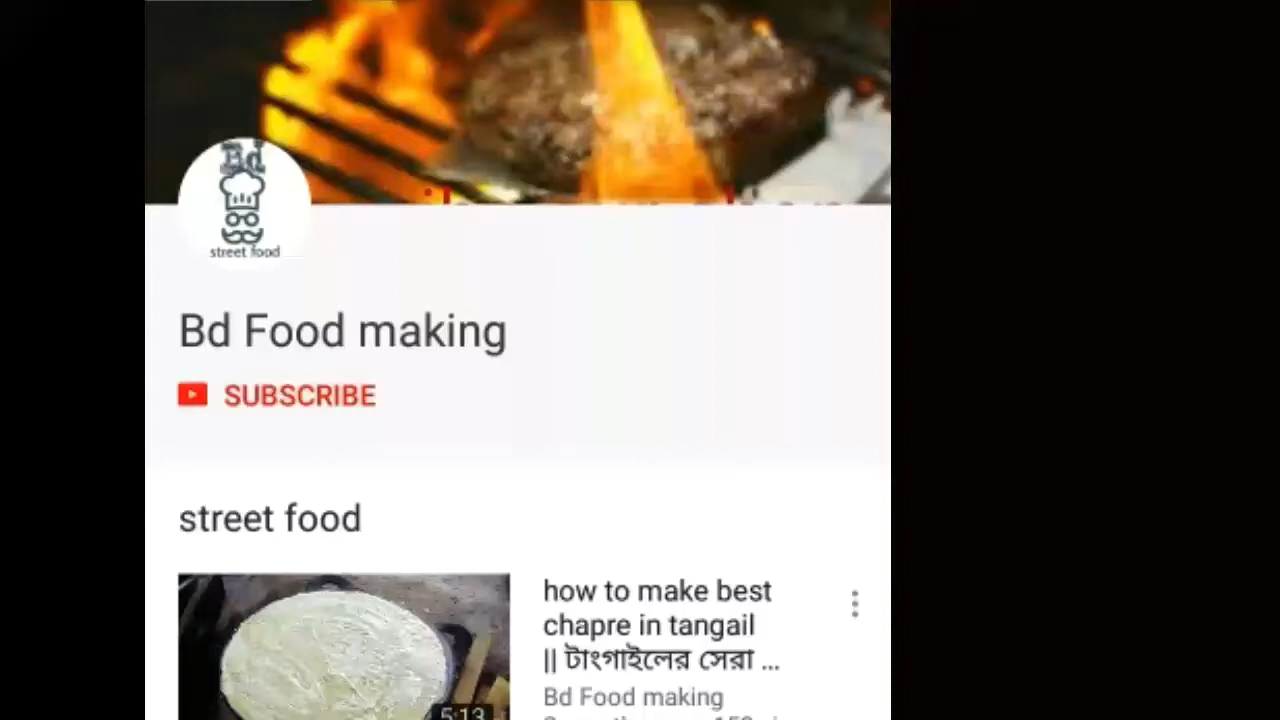 Bd
street food
Bd Food making
SUBSCRIBE
street food
how to make best
chapre in tangail
|| টাংগাইলের সেরা ...
Bd Food making
5:13